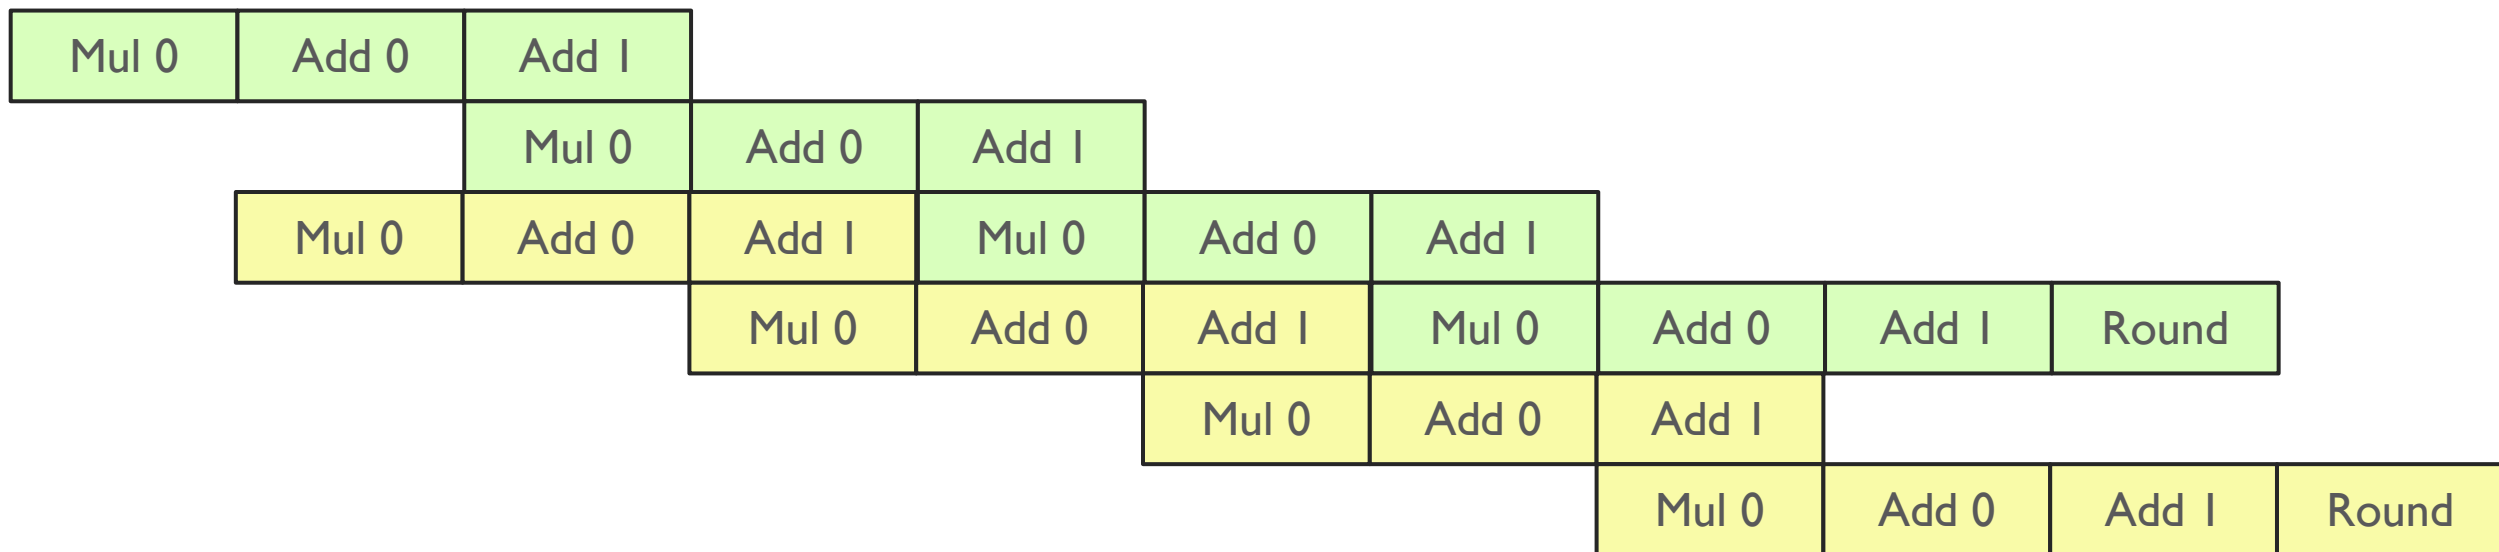 Mul 0 Add 0 Add 1
Mul 0 Add 0 Add 1
Mul 0 Add 0 Add 1 Mul 0 Add 0 Add 1
Mul 0 Add 0 Add 1 Mul 0 Add 0 Add 1 Round
Mul 0 Add 0 Add 1
Mul 0 Add 0 Add 1 Round